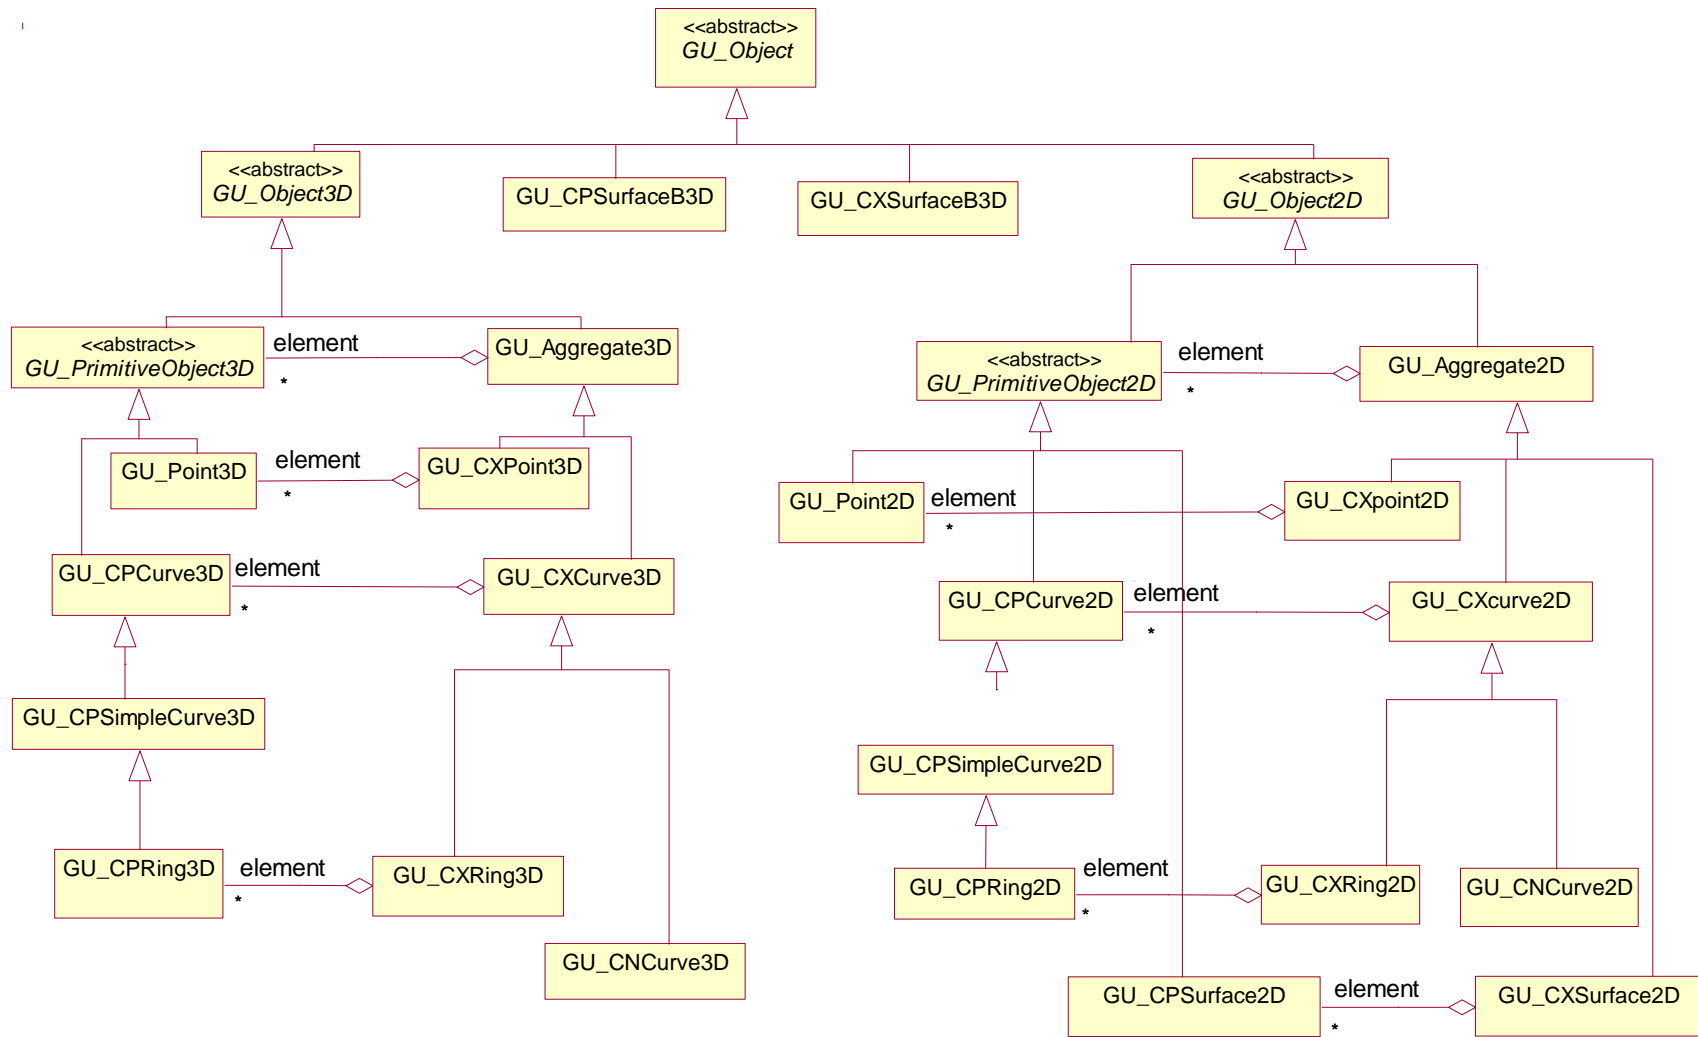 <<abstract>>
GU_Object
<<abstract>>
GU_Object3D
GU_CPSurfaceB3D
GU_CXSurfaceB3D
<<abstract>>
GU_Object2D
<<abstract>>
GU_PrimitiveObject3D
element
*
GU_Aggregate3D
<<abstract>>
GU_PrimitiveObject2D
element
*
GU_Aggregate2D
GU_Point3D
element
*
GU_CXPoint3D
GU_Point2D
element
*
GU_CXpoint2D
GU_CPCurve3D
element
*
GU_CXCurve3D
GU_CPCurve2D
element
*
GU_CXcurve2D
GU_CPSimpleCurve3D
GU_CPSimpleCurve2D
GU_CPRing3D
element
*
GU_CXRing3D
GU_CPRing2D
element
*
GU_CXRing2D
GU_CNCurve2D
GU_CNCurve3D
GU_CPSurface2D
element
*
GU_CXSurface2D